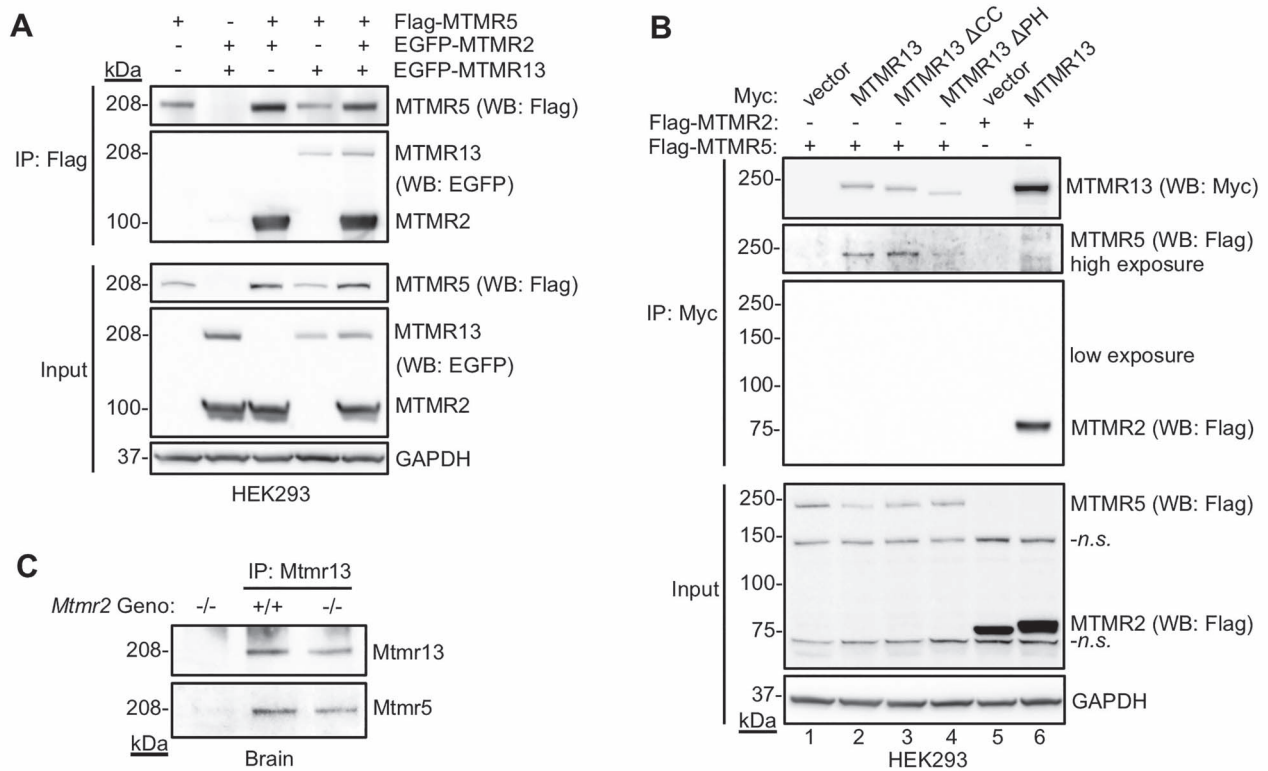 A
+ - + - + Flag-MTMR5
- + + - + EGFP-MTMR2
- + - + + EGFP-MTMR13
kDa
IP: Flag
208- MTMR5 (WB: Flag)
208- MTMR13
(WB: EGFP)
100- MTMR2
Input
208- MTMR5 (WB: Flag)
208- MTMR13
(WB: EGFP)
100- MTMR2
37- GAPDH
HEK293
B
Myc: vector MTMR13 MTMR13 ΔCC MTMR13 ΔPH vector MTMR13
Flag-MTMR2: - - - - + +
Flag-MTMR5: + + + + - -
IP: Myc
250- MTMR13 (WB: Myc)
250- MTMR5 (WB: Flag)
high exposure
250-
150-
low exposure
100-
75- MTMR2 (WB: Flag)
Input
250- MTMR5 (WB: Flag)
150- -n.s.
100-
75- MTMR2 (WB: Flag)
-n.s.
37- GAPDH
kDa
1 2 3 4 5 6
HEK293
C
IP: Mtmr13
Mtmr2 Geno: -/- +/+ -/-
208- Mtmr13
208- Mtmr5
kDa
Brain